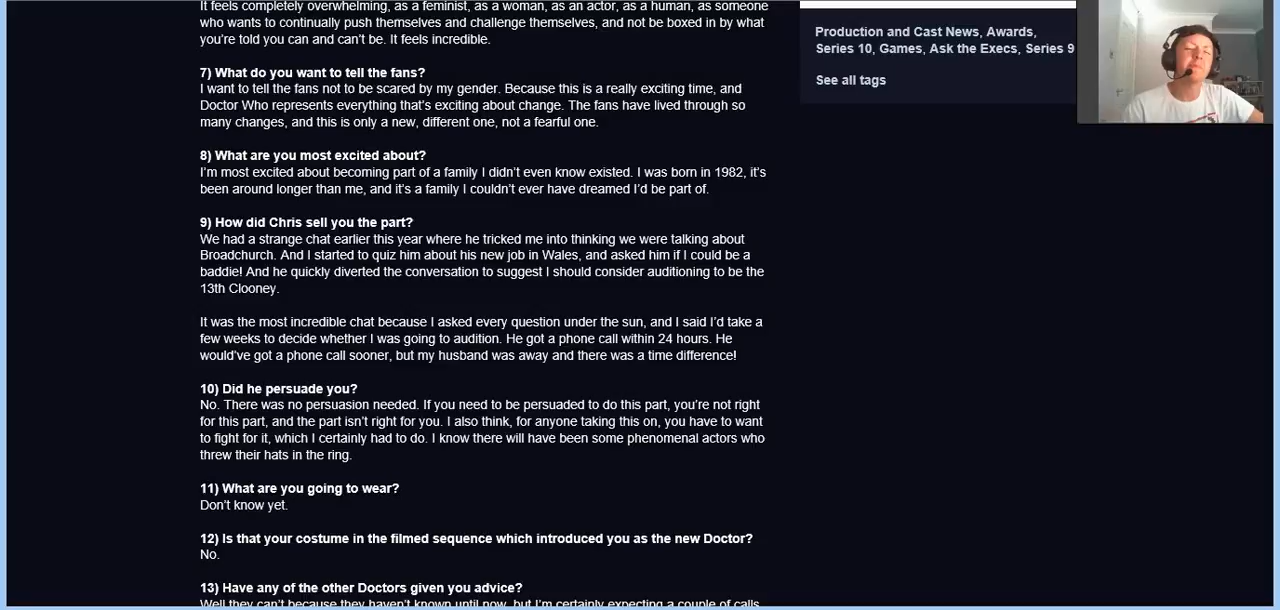 It feels completely overwhelming, as a feminist, as a woman, as an actor, as a human, as someone
who wants to continually push themselves and challenge themselves, and not be boxed in by what
you're told you can and can't be. It feels incredible.
7) What do you want to tell the fans?
I want to tell the fans not to be scared by my gender. Because this is a really exciting time, and
Doctor Who represents everything that's exciting about change. The fans have lived through so
many changes, and this is only a new, different one, not a fearful one.
8) What are you most excited about?
I'm most excited about becoming part of a family I didn't even know existed. I was born in 1982, it's
been around longer than me, and it's a family I couldn't ever have dreamed I'd be part of.
9) How did Chris sell you the part?
We had a strange chat earlier this year where he tricked me into thinking we were talking about
Broadchurch. And I started to quiz him about his new job in Wales, and asked him if I could be a
baddie! And he quickly diverted the conversation to suggest I should consider auditioning to be the
13th Clooney.
It was the most incredible chat because I asked every question under the sun, and I said I'd take a
few weeks to decide whether I was going to audition. He got a phone call within 24 hours. He
would've got a phone call sooner, but my husband was away and there was a time difference!
10) Did he persuade you?
No. There was no persuasion needed. If you need to be persuaded to do this part, you're not right
for this part, and the part isn't right for you. I also think, for anyone taking this on, you have to want
to fight for it, which I certainly had to do. I know there will have been some phenomenal actors who
threw their hats in the ring.
11) What are you going to wear?
Don't know yet.
12) Is that your costume in the filmed sequence which introduced you as the new Doctor?
No.
13) Have any of the other Doctors given you advice?
Well they can't because they haven't known until now, but I'm certainly expecting a couple of calls
Production and Cast News, Awards,
Series 10, Games, Ask the Execs, Series 9
See all tags